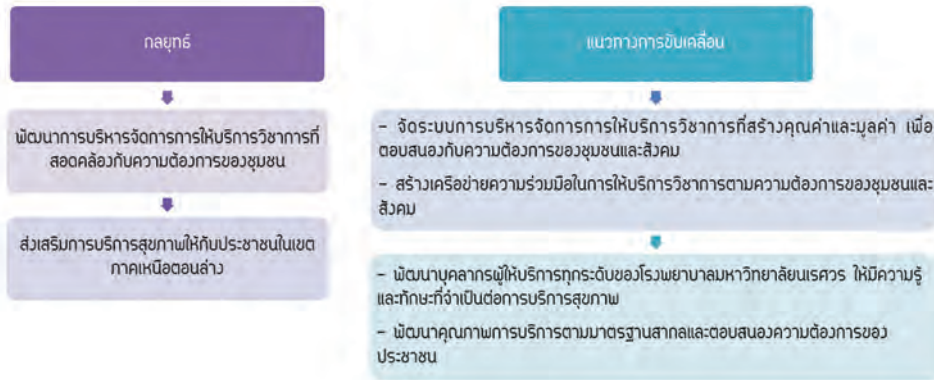 กลยุทธ์
พัฒนาการบริหารจัดการการให้บริการวิชาการที่
สอดคล้องกับความต้องการของชุมชน
ส่งเสริมการบริการสุขภาพให้กับประชาชนในเขต
ภาคเหนือตอนล่าง
แนวทางการขับเคลื่อน
- จัดระบบการบริหารจัดการการให้บริการวิชาการที่สร้างคุณค่าและมูลค่า เพื่อ
ตอบสนองกับความต้องการของชุมชนและสังคม
- สร้างเครือข่ายความร่วมมือในการให้บริการวิชาการตามความต้องการของชุมชนและ
สังคม
- พัฒนาบุคลากรผู้ให้บริการทุกระดับของโรงพยาบาลมหาวิทยาลัยนเรศวร ให้มีความรู้
และทักษะที่จำเป็นต่อการบริการสุขภาพ
- พัฒนาคุณภาพการบริการตามมาตรฐานสากลและตอบสนองความต้องการของ
ประชาชน